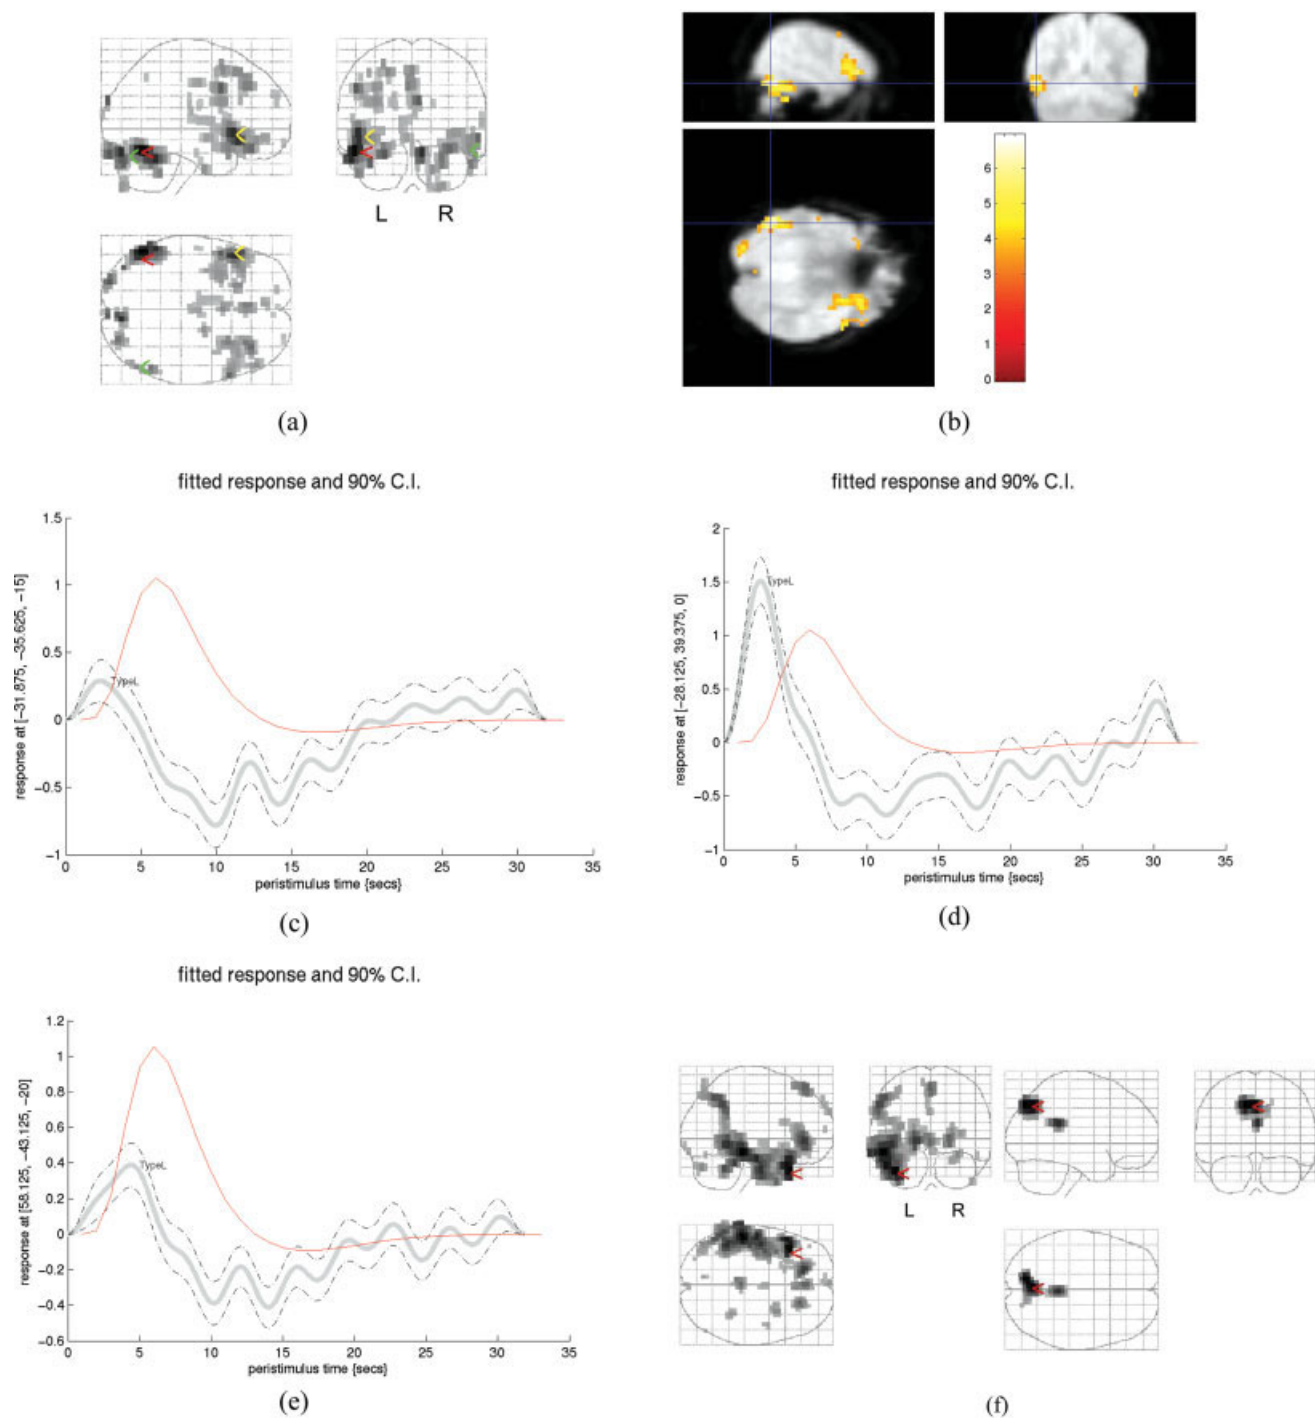 L R
6
5
4
3
2
1
0
(a)
(b)
fitted response and 90% C.I.
fitted response and 90% C.I.
response at [-31.875, -35.625, -15]
1.5
1
0.5
0
-0.5
-1
TypeL
0 5 10 15 20 25 30 35
peristimulus time {secs}
response at [-28.125, 39.375, 0]
2
1.5
1
0.5
0
-0.5
-1
TypeL
0 5 10 15 20 25 30 35
peristimulus time {secs}
(c)
(d)
fitted response and 90% C.I.
response at [58.125, -43.125, -20]
1.2
1
0.8
0.6
0.4
0.2
0
-0.2
-0.4
-0.6
TypeL
0 5 10 15 20 25 30 35
peristimulus time {secs}
L R
(e)
(f)